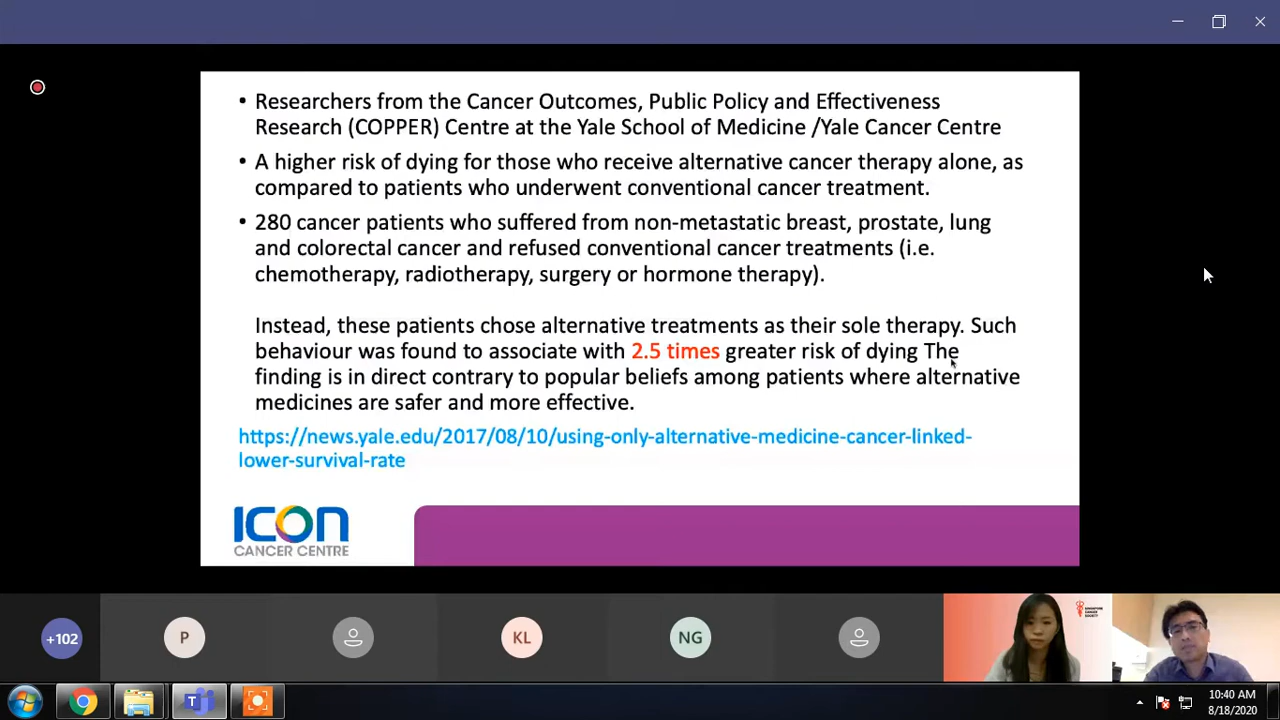 • Researchers from the Cancer Outcomes, Public Policy and Effectiveness
Research (COPPER) Centre at the Yale School of Medicine /Yale Cancer Centre
• A higher risk of dying for those who receive alternative cancer therapy alone, as
compared to patients who underwent conventional cancer treatment.
• 280 cancer patients who suffered from non-metastatic breast, prostate, lung
and colorectal cancer and refused conventional cancer treatments (i.e.
chemotherapy, radiotherapy, surgery or hormone therapy).
Instead, these patients chose alternative treatments as their sole therapy. Such
behaviour was found to associate with 2.5 times greater risk of dying The
finding is in direct contrary to popular beliefs among patients where alternative
medicines are safer and more effective.
https://news.yale.edu/2017/08/10/using-only-alternative-medicine-cancer-linked-
lower-survival-rate
ICON
CANCER CENTRE
+102
P
KL
NG
SINGAPORE
CANCER
SOCIETY
10:40 AM
8/18/2020